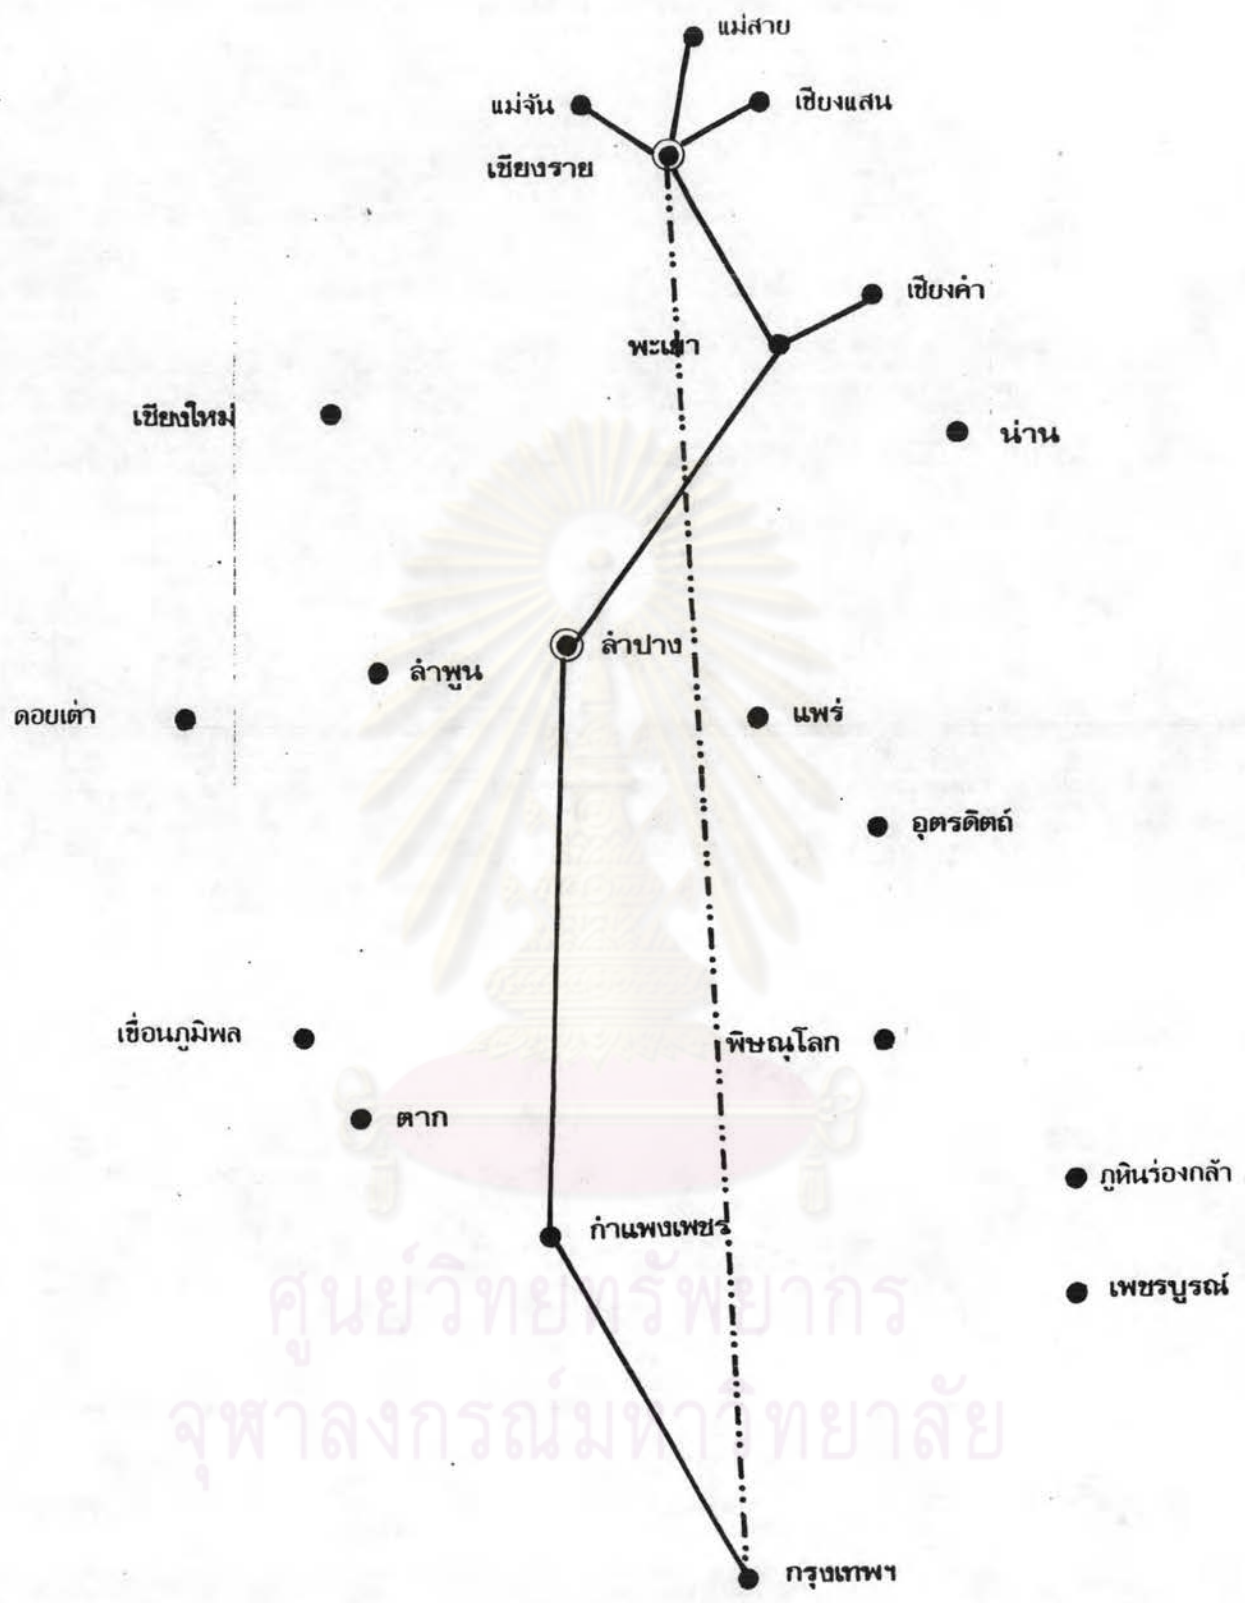 แม่สาย
แม่จัน
เชียงแสน
เชียงราย
เชียงคำ
พะเยา
เชียงใหม่
น่าน
ลำปาง
ลำพูน
ดอยเต่า
แพร่
อุตรดิตถ์
เขื่อนภูมิพล
พิษณุโลก
ตาก
ภูหินร่องกล้า
กำแพงเพชร
เพชรบูรณ์
ศูนย์วิทยทรัพยากร
จุฬาลงกรณ์มหาวิทยาลัย
กรุงเทพฯ